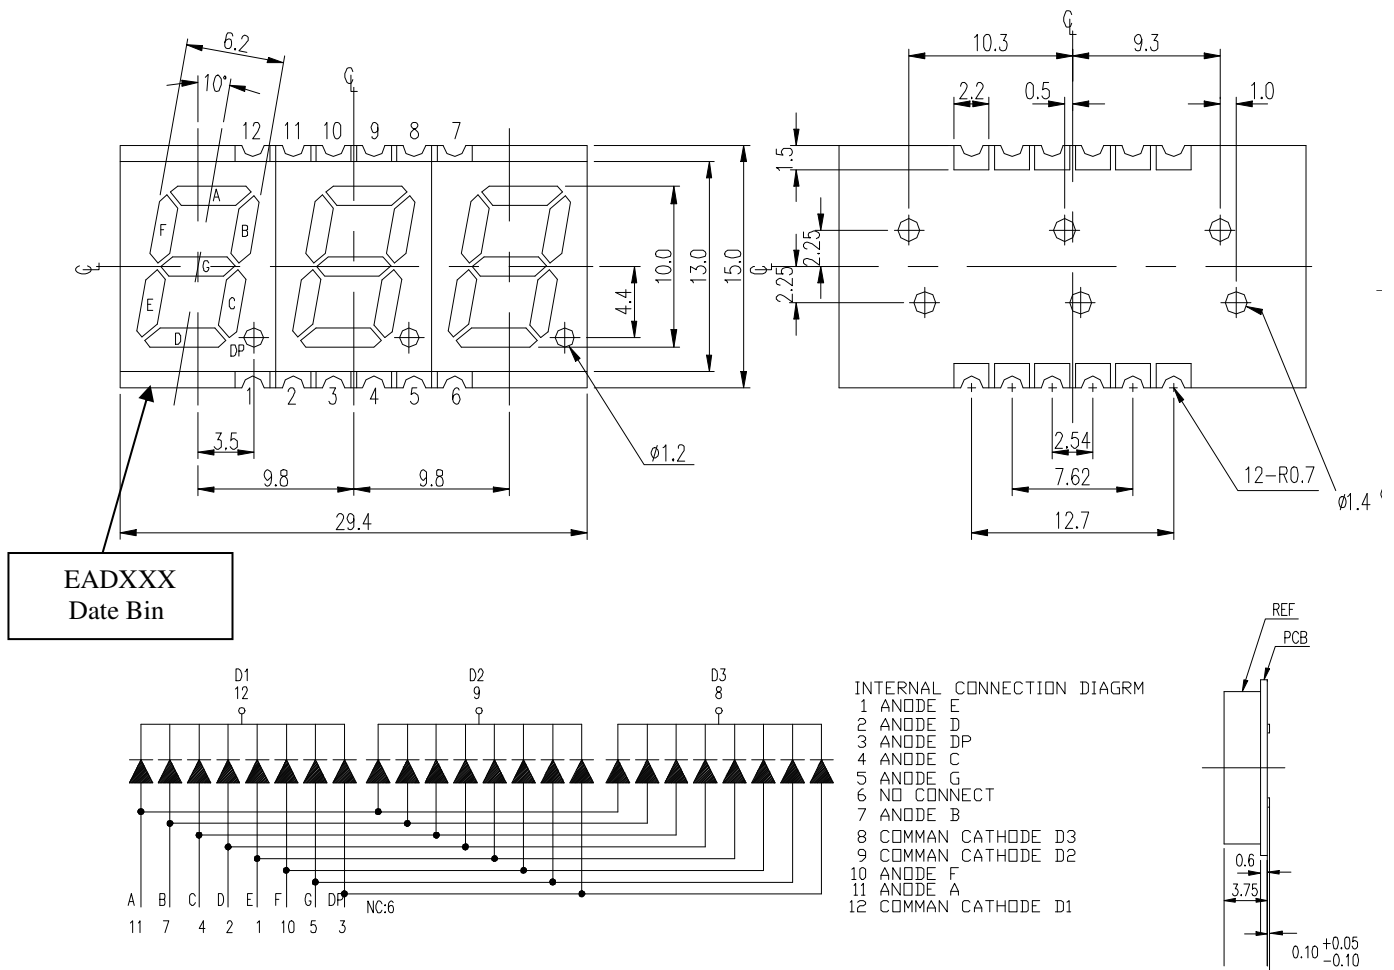 6.2
10°
℄
12 11 10 9 8 7
A
F B
G
E C
D
DP
1 2 3 4 5 6
℄
10.0
13.0
15.0
4.4
3.5
9.8 9.8
29.4
ø1.2
EADXXX
Date Bin
℄
10.3 9.3
2.2 0.5 1.0
1.5
2.25
℄
2.25
2.54
7.62
12.7
12-R0.7
ø1.4
D1 D2 D3
12 9 8
A B C D E F G DP NC:6
11 7 4 2 1 10 5 3
INTERNAL CONNECTION DIAGRM
1 ANODE E
2 ANODE D
3 ANODE DP
4 ANODE C
5 ANODE G
6 NO CONNECT
7 ANODE B
8 COMMAN CATHODE D3
9 COMMAN CATHODE D2
10 ANODE F
11 ANODE A
12 COMMAN CATHODE D1
REF
PCB
0.6
3.75
0.10 +0.05
-0.10